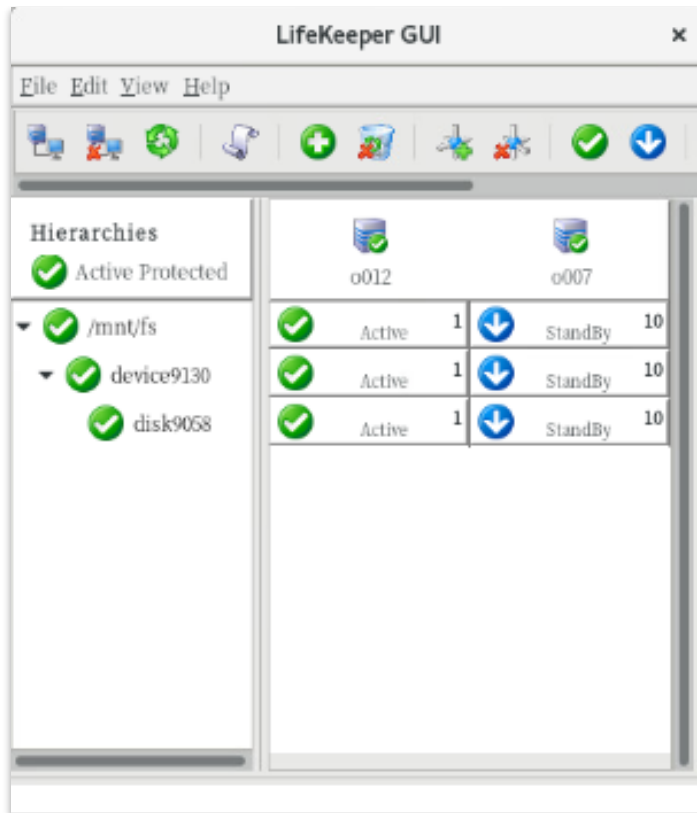 LifeKeeper GUI
File Edit View Help
Hierarchies
Active Protected
o012 o007
/mnt/fs Active 1 StandBy 10
device9130 Active 1 StandBy 10
disk9058 Active 1 StandBy 10